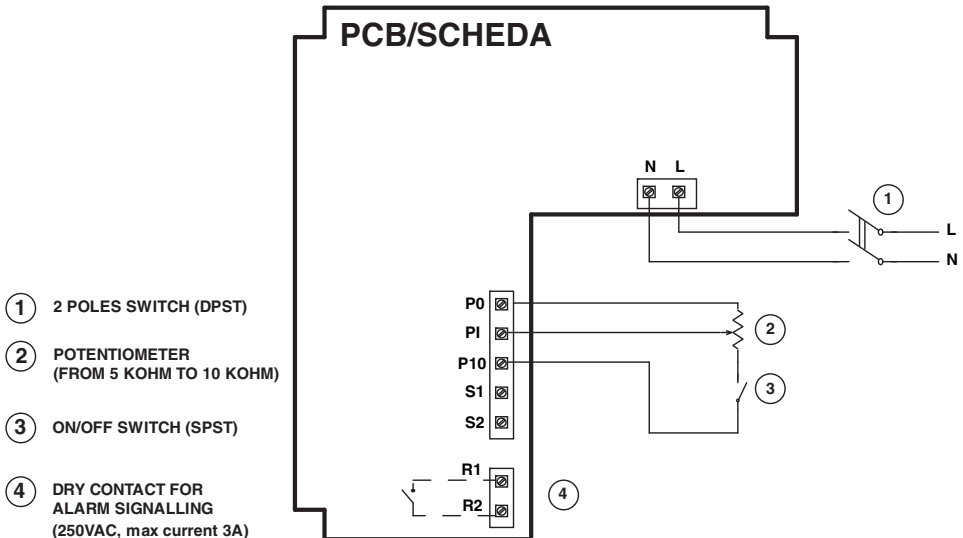 PCB/SCHEDA
N L
1
L
N
P0
PI
P10
S1
S2
2
3
R1
R2
4
1 2 POLES SWITCH (DPST)
2 POTENTIOMETER
(FROM 5 KOHM TO 10 KOHM)
3 ON/OFF SWITCH (SPST)
4 DRY CONTACT FOR
ALARM SIGNALLING
(250VAC, max current 3A)